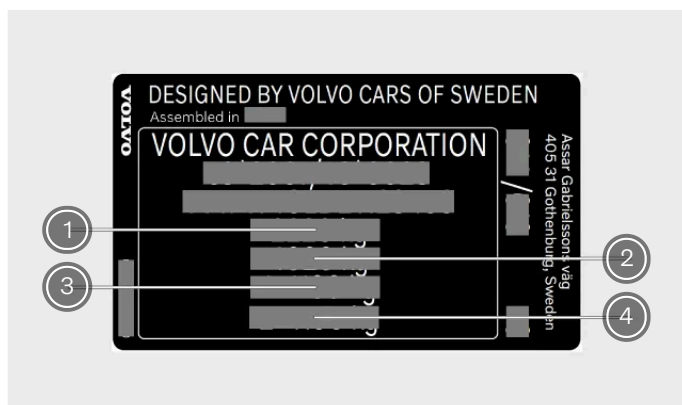 VOLVO
DESIGNED BY VOLVO CARS OF SWEDEN
Assembled in
VOLVO CAR CORPORATION
/
1
2
3
4
Assar Gabrielssons väg
405 31 Gothenburg, Sweden